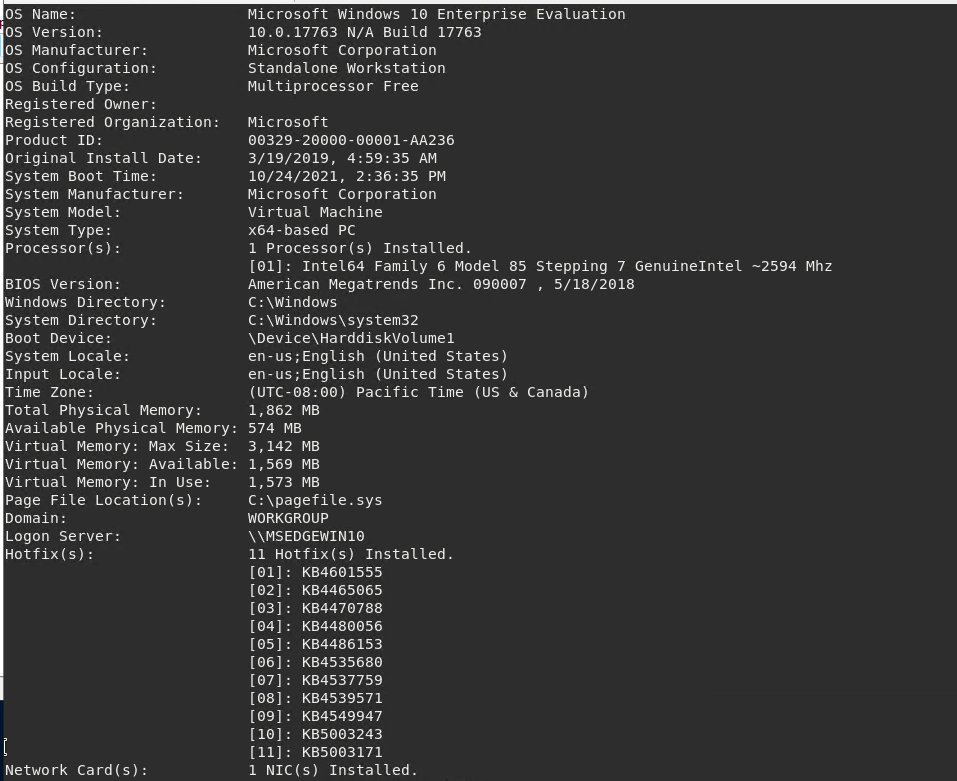 OS Name:                   Microsoft Windows 10 Enterprise Evaluation
OS Version:                10.0.17763 N/A Build 17763
OS Manufacturer:           Microsoft Corporation
OS Configuration:          Standalone Workstation
OS Build Type:             Multiprocessor Free
Registered Owner:
Registered Organization:   Microsoft
Product ID:                00329-20000-00001-AA236
Original Install Date:     3/19/2019, 4:59:35 AM
System Boot Time:          10/24/2021, 2:36:35 PM
System Manufacturer:       Microsoft Corporation
System Model:              Virtual Machine
System Type:               x64-based PC
Processor(s):              1 Processor(s) Installed.
                           [01]: Intel64 Family 6 Model 85 Stepping 7 GenuineIntel ~2594 Mhz
BIOS Version:              American Megatrends Inc. 090007 , 5/18/2018
Windows Directory:         C:\Windows
System Directory:          C:\Windows\system32
Boot Device:               \Device\HarddiskVolume1
System Locale:             en-us;English (United States)
Input Locale:              en-us;English (United States)
Time Zone:                 (UTC-08:00) Pacific Time (US & Canada)
Total Physical Memory:     1,862 MB
Available Physical Memory: 574 MB
Virtual Memory: Max Size:  3,142 MB
Virtual Memory: Available: 1,569 MB
Virtual Memory: In Use:    1,573 MB
Page File Location(s):     C:\pagefile.sys
Domain:                    WORKGROUP
Logon Server:              \\MSEDGEWIN10
Hotfix(s):                 11 Hotfix(s) Installed.
                           [01]: KB4601555
                           [02]: KB4465065
                           [03]: KB4470788
                           [04]: KB4480056
                           [05]: KB4486153
                           [06]: KB4535680
                           [07]: KB4537759
                           [08]: KB4539571
                           [09]: KB4549947
                           [10]: KB5003243
                           [11]: KB5003171
Network Card(s):           1 NIC(s) Installed.